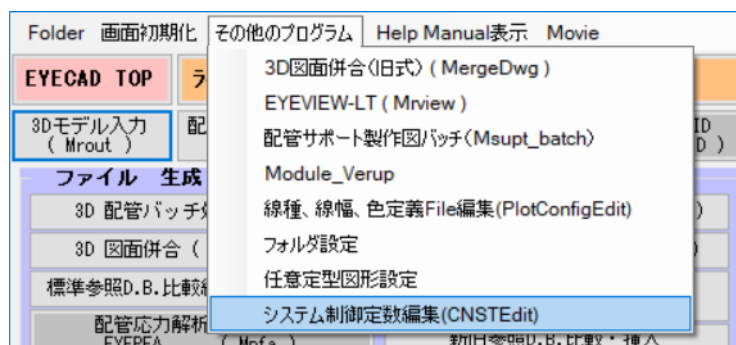 Folder 画面初期化 その他のプログラム Help Manual表示 Movie
EYECAD TOP
3D図面併合(旧式) ( MergeDwg )
EYEVIEW-LT ( Mrview )
3Dモデル入力
( Mrout )
配
配管サポート製作図バッチ(Msupt_batch)
Module_Verup
ファイル 生成
線種、線幅、色定義File編集(PlotConfigEdit)
3D 配管バッチ
フォルダ設定
3D 図面併合 (
任意定型図形設定
標準参照D.B.比較
システム制御定数編集(CNSTEdit)
配管応力解析
( Mpfa )
新旧参照D.B.比較・挿入